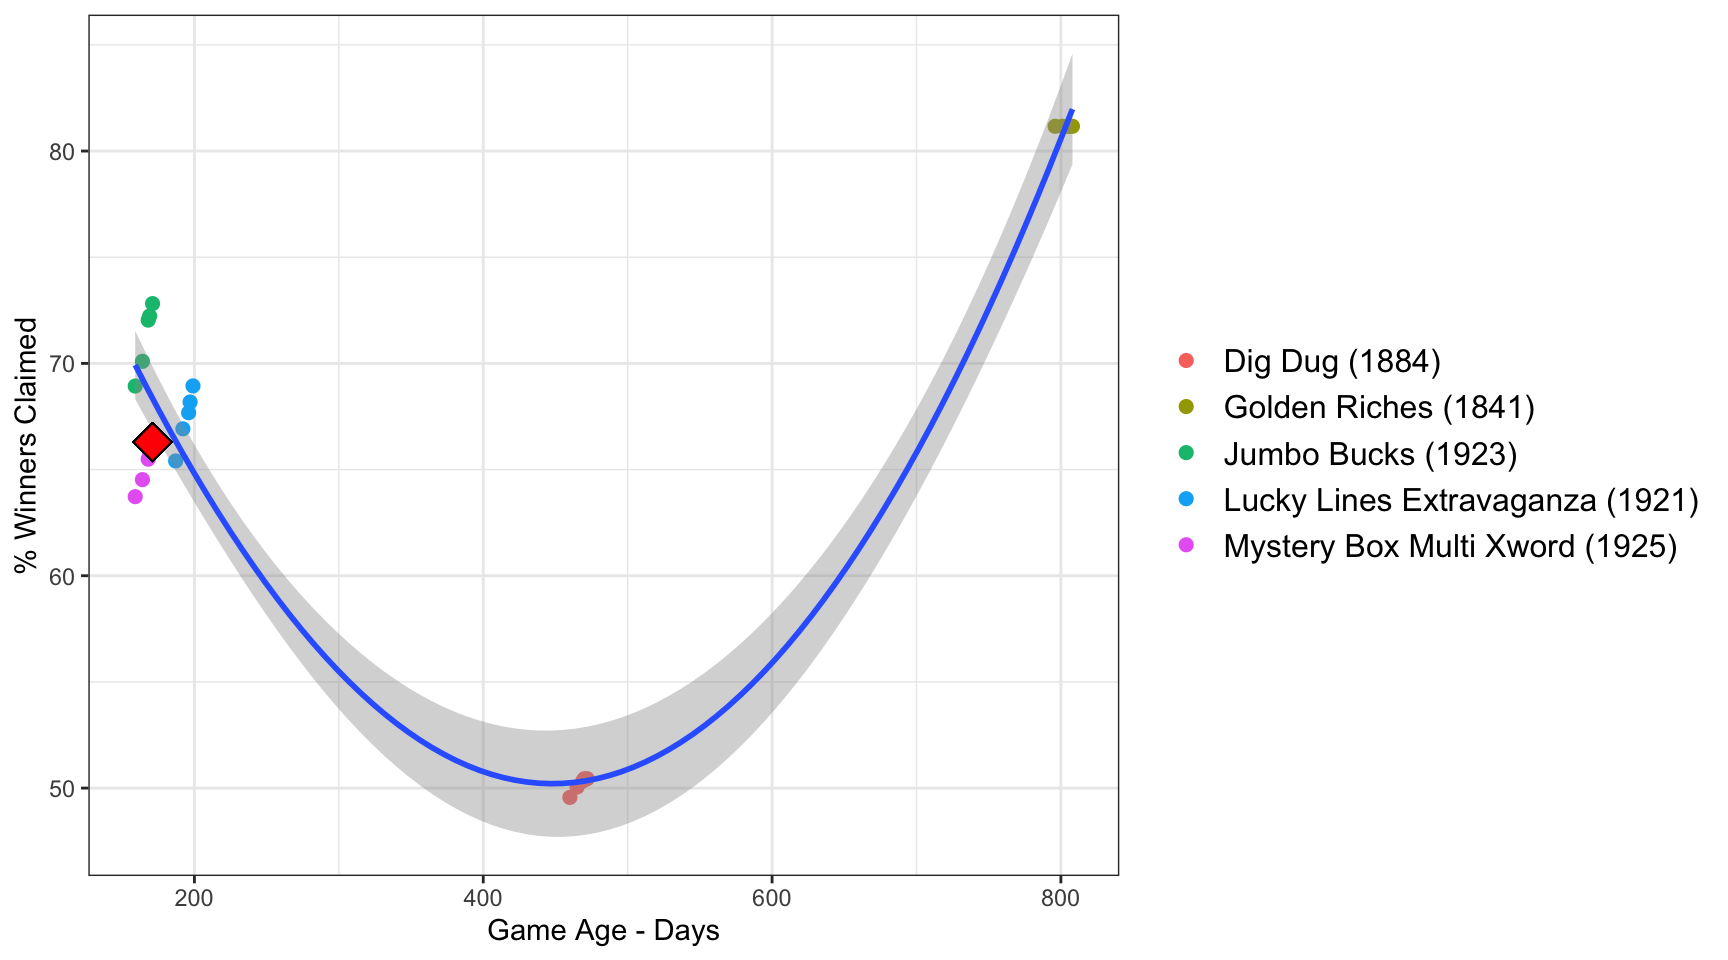 % Winners Claimed
80
70
60
50
200
400
600
800
Game Age - Days
Dig Dug (1884)
Golden Riches (1841)
Jumbo Bucks (1923)
Lucky Lines Extravaganza (1921)
Mystery Box Multi Xword (1925)